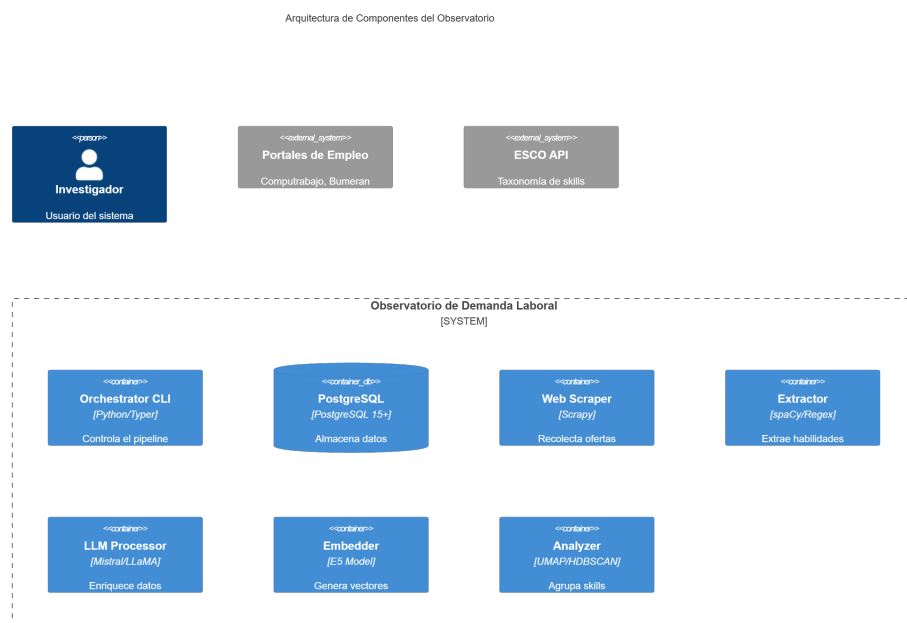 Arquitectura de Componentes del Observatorio
<<person>>
Investigador
Usuario del sistema
<<external_system>>
Portales de Empleo
Computrabajo, Bumeran
<<external_system>>
ESCO API
Taxonomía de skills
Observatorio de Demanda Laboral
[SYSTEM]
<<container>>
Orchestrator CLI
[Python/Typer]
Controla el pipeline
<<container_db>>
PostgreSQL
[PostgreSQL 15+]
Almacena datos
<<container>>
Web Scraper
[Scrapy]
Recolecta ofertas
<<container>>
Extractor
[spaCy/Regex]
Extrae habilidades
<<container>>
LLM Processor
[Mistral/LLaMA]
Enriquece datos
<<container>>
Embedder
[E5 Model]
Genera vectores
<<container>>
Analyzer
[UMAP/HDBSCAN]
Agrupa skills